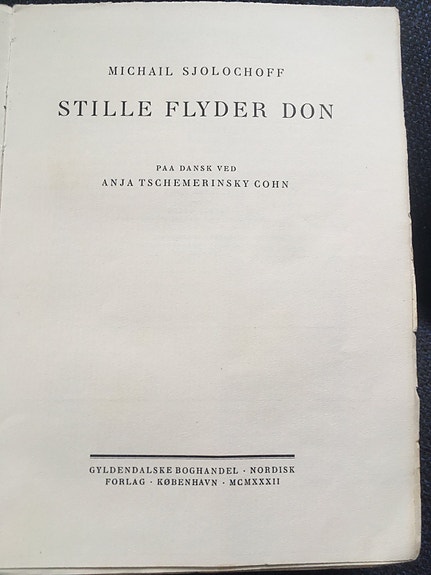 MICHAIL SJOLOCHOFF
STILLE FLYDER DON
PAA DANSK VED
ANJA TSCHEMERINSKY COHN
GYLDENDALSKE BOGHANDEL · NORDISK
FORLAG · KØBENHAVN · MCMXXXII